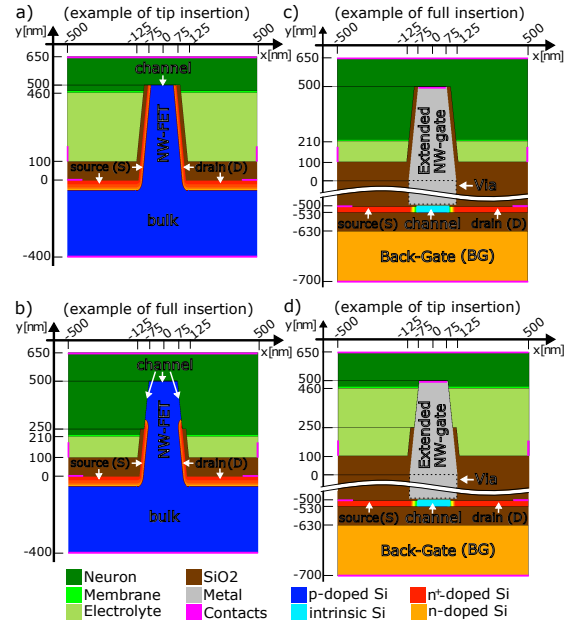 a) (example of tip insertion)
y[nm] -500 -125 -75 0 75 125 500
x[nm]
650
channel
500
460
NW-FET
100
source (S) drain (D)
0
bulk
-400
c) (example of full insertion)
y[nm] -500 -125 -75 0 75 125 500
x[nm]
650
500
Extended
NW-gate
210
100
0
Via
-500
-530
source(S) channel drain (D)
-630
Back-Gate (BG)
-700
b) (example of full insertion)
y[nm] -500 -125 -75 0 75 125 500
x[nm]
650
channel
500
NW-FET
250
210
100
source (S) drain (D)
0
bulk
-400
d) (example of tip insertion)
y[nm] -500 -125 -75 0 75 125 500
x[nm]
650
500
460
Extended
NW-gate
250
100
0
Via
-500
-530
source(S) channel drain (D)
-630
Back-Gate (BG)
-700
Neuron SiO2
Membrane Metal p-doped Si n⁺-doped Si
Electrolyte Contacts intrinsic Si n-doped Si